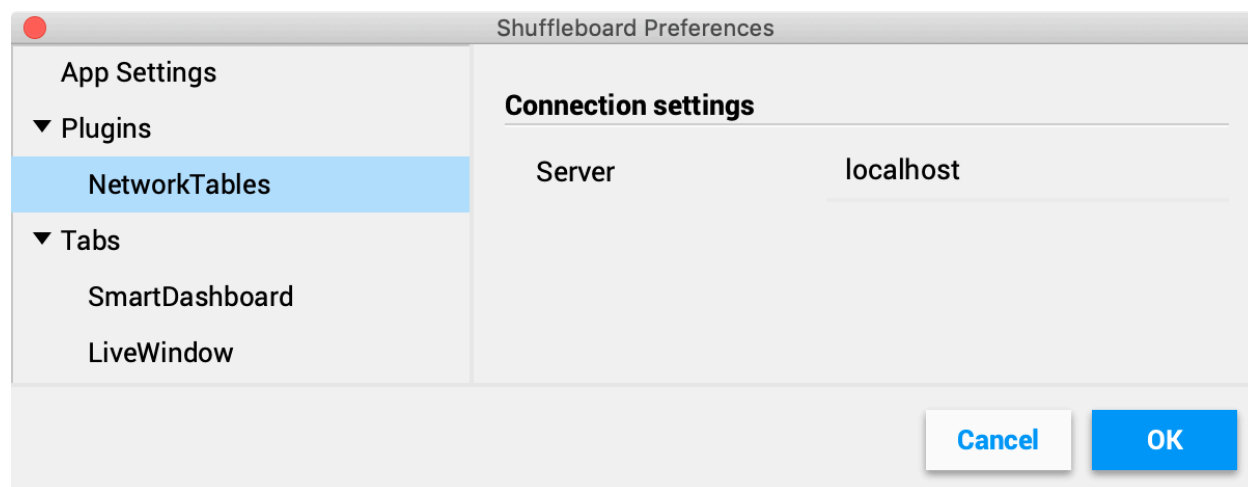 Shuffleboard Preferences
App Settings
Plugins
NetworkTables
Tabs
SmartDashboard
LiveWindow
Connection settings
Server localhost
Cancel OK